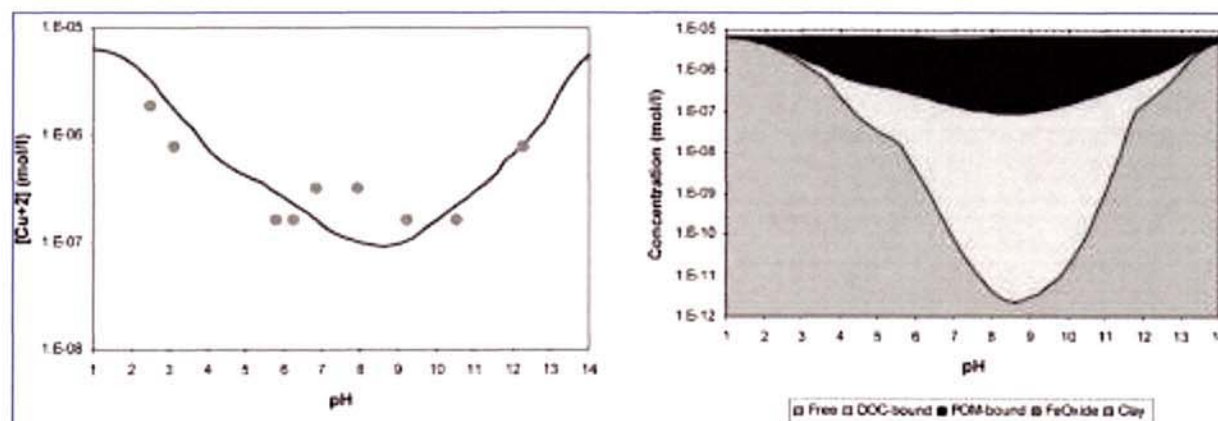 1.E-05
1.E-06
1.E-07
1.E-08
[Cu+2] (mol/l)
1 2 3 4 5 6 7 8 9 10 11 12 13 14
pH
1.E-05
1.E-06
1.E-07
1.E-08
1.E-09
1.E-10
1.E-11
1.E-12
Concentration (mol/l)
1 2 3 4 5 6 7 8 9 10 11 12 13 14
pH
Free DOC-bound POM-bound FeOxide Clay